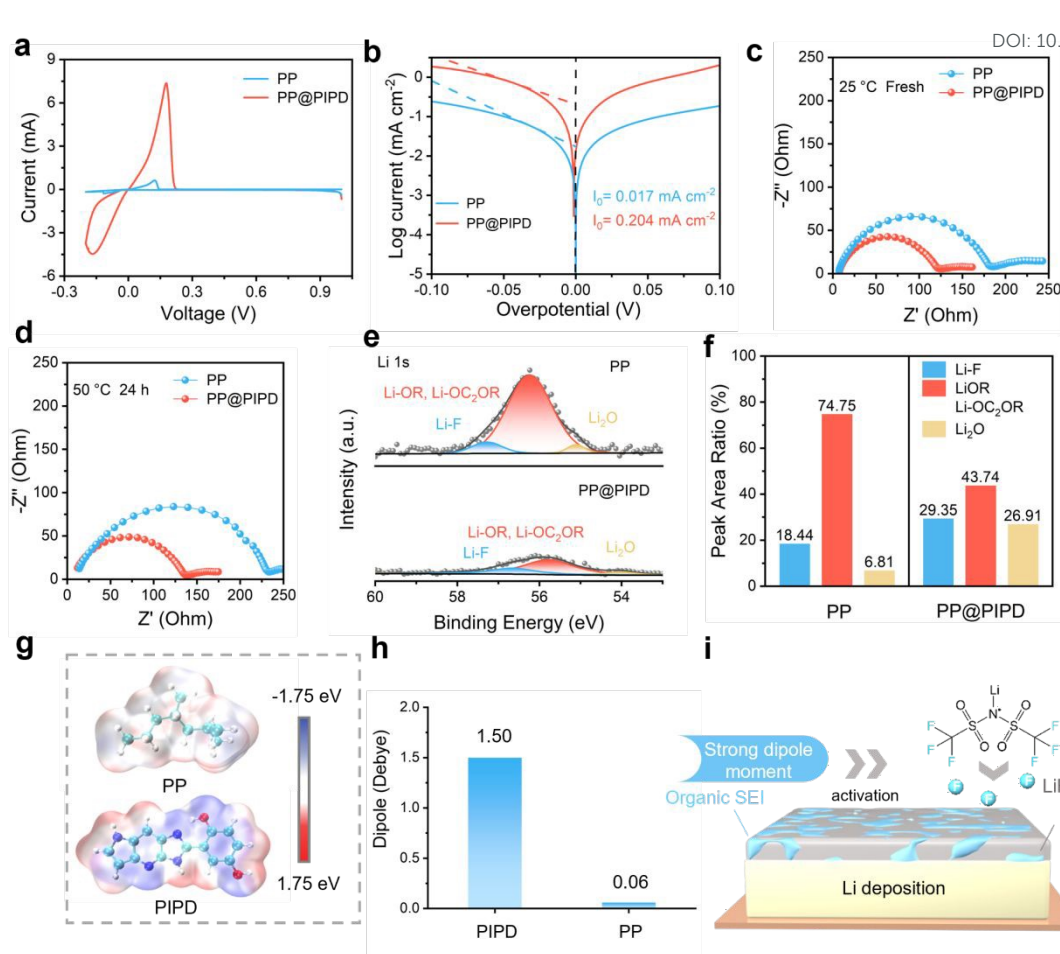 DOI: 10.
a
Current (mA)
9
6
3
0
-3
6
-0.3
0.0
0.3
0.6
0.9
Voltage (V)
PP
PP@PIPD
b
Log current (mA cm⁻²)
0
-1
-2
-3
-4
-5
-0.10
-0.05
0.00
0.05
0.10
Overpotential (V)
PP
PP@PIPD
I₀= 0.017 mA cm⁻²
I₀= 0.204 mA cm⁻²
c
-Z" (Ohm)
250
200
150
100
50
0
0 50 100 150 200 250
Z' (Ohm)
25 °C Fresh
PP
PP@PIPD
d
-Z" (Ohm)
250
200
150
100
50
0
0 50 100 150 200 250
Z' (Ohm)
50 °C 24 h
PP
PP@PIPD
e
Intensity (a.u.)
Li 1s
PP
Li-OR, Li-OC₂OR
Li-F
Li₂O
PP@PIPD
Li-OR, Li-OC₂OR
Li-F
Li₂O
60 58 56 54
Binding Energy (eV)
f
Peak Area Ratio (%)
100
80
60
40
20
0
Li-F
LiOR
Li-OC₂OR
Li₂O
18.44
74.75
6.81
29.35
43.74
26.91
PP
PP@PIPD
g
-1.75 eV
1.75 eV
PP
PIPD
h
Dipole (Debye)
2.0
1.5
1.0
0.5
0.0
1.50
0.06
PIPD
PP
i
Strong dipole
moment
Organic SEI
activation
Li
O
O
N
S
S
O
O
F
F
F
F
F
F
F
F
F
Li deposition